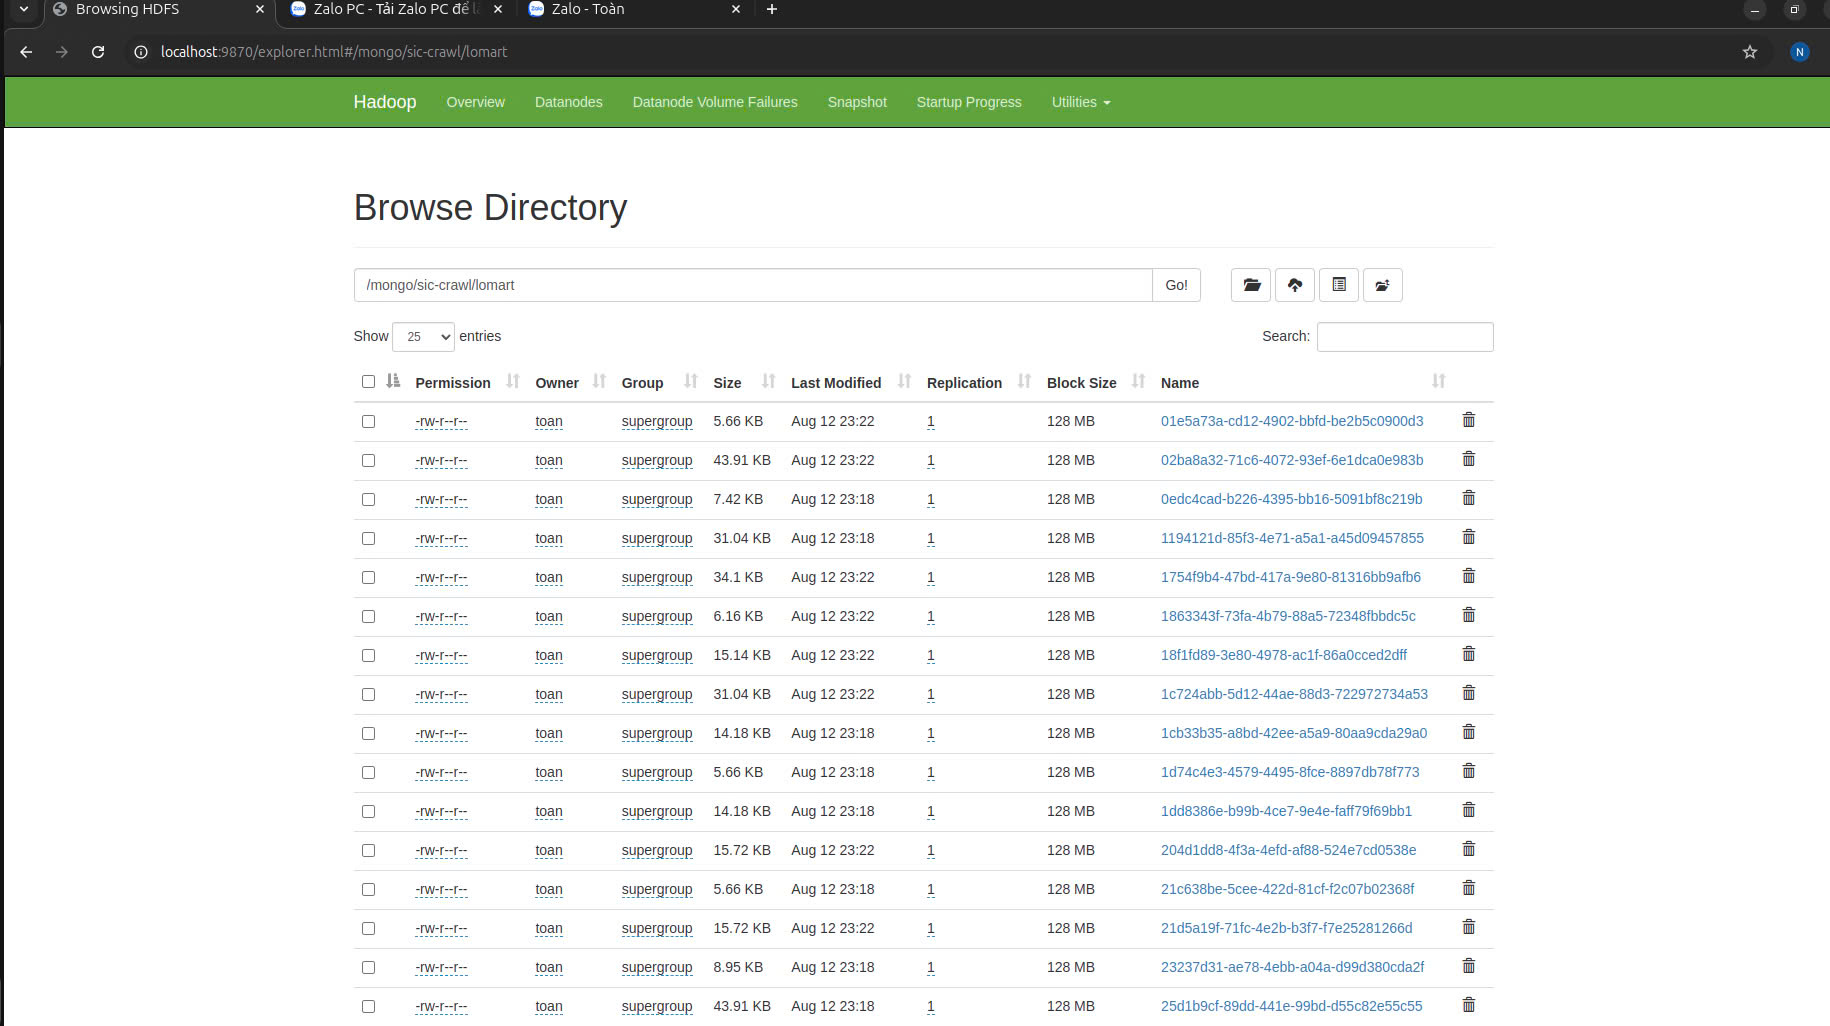 Browsing HDFS
Zalo PC - Tải Zalo PC để
Zalo - Toàn
localhost:9870/explorer.html#/mongo/sic-crawl/lomart
N
Hadoop Overview Datanodes Datanode Volume Failures Snapshot Startup Progress Utilities
Browse Directory
/mongo/sic-crawl/lomart Go!
Show 25 entries Search:
Permission Owner Group Size Last Modified Replication Block Size Name
-rw-r--r-- toan supergroup 5.66 KB Aug 12 23:22 1 128 MB 01e5a73a-cd12-4902-bbfd-be2b5c0900d3
-rw-r--r-- toan supergroup 43.91 KB Aug 12 23:22 1 128 MB 02ba8a32-71c6-4072-93ef-6e1dca0e983b
-rw-r--r-- toan supergroup 7.42 KB Aug 12 23:18 1 128 MB 0edc4cad-b226-4395-bb16-5091bf8c219b
-rw-r--r-- toan supergroup 31.04 KB Aug 12 23:18 1 128 MB 1194121d-85f3-4e71-a5a1-a45d09457855
-rw-r--r-- toan supergroup 34.1 KB Aug 12 23:22 1 128 MB 1754f9b4-47bd-417a-9e80-81316bb9afb6
-rw-r--r-- toan supergroup 6.16 KB Aug 12 23:22 1 128 MB 1863343f-73fa-4b79-88a5-72348fbbdc5c
-rw-r--r-- toan supergroup 15.14 KB Aug 12 23:22 1 128 MB 18f1fd89-3e80-4978-ac1f-86a0cced2dff
-rw-r--r-- toan supergroup 31.04 KB Aug 12 23:22 1 128 MB 1c724abb-5d12-44ae-88d3-722972734a53
-rw-r--r-- toan supergroup 14.18 KB Aug 12 23:18 1 128 MB 1cb33b35-a8bd-42ee-a5a9-80aa9cda29a0
-rw-r--r-- toan supergroup 5.66 KB Aug 12 23:18 1 128 MB 1d74c4e3-4579-4495-8fce-8897db78f773
-rw-r--r-- toan supergroup 14.18 KB Aug 12 23:18 1 128 MB 1dd8386e-b99b-4ce7-9e4e-faff79f69bb1
-rw-r--r-- toan supergroup 15.72 KB Aug 12 23:22 1 128 MB 204d1dd8-4f3a-4efd-af88-524e7cd0538e
-rw-r--r-- toan supergroup 5.66 KB Aug 12 23:18 1 128 MB 21c638be-5cee-422d-81cf-f2c07b02368f
-rw-r--r-- toan supergroup 15.72 KB Aug 12 23:22 1 128 MB 21d5a19f-71fc-4e2b-b3f7-f7e25281266d
-rw-r--r-- toan supergroup 8.95 KB Aug 12 23:18 1 128 MB 23237d31-ae78-4ebb-a04a-d99d380cda2f
-rw-r--r-- toan supergroup 43.91 KB Aug 12 23:18 1 128 MB 25d1b9cf-89dd-441e-99bd-d55c82e55c55